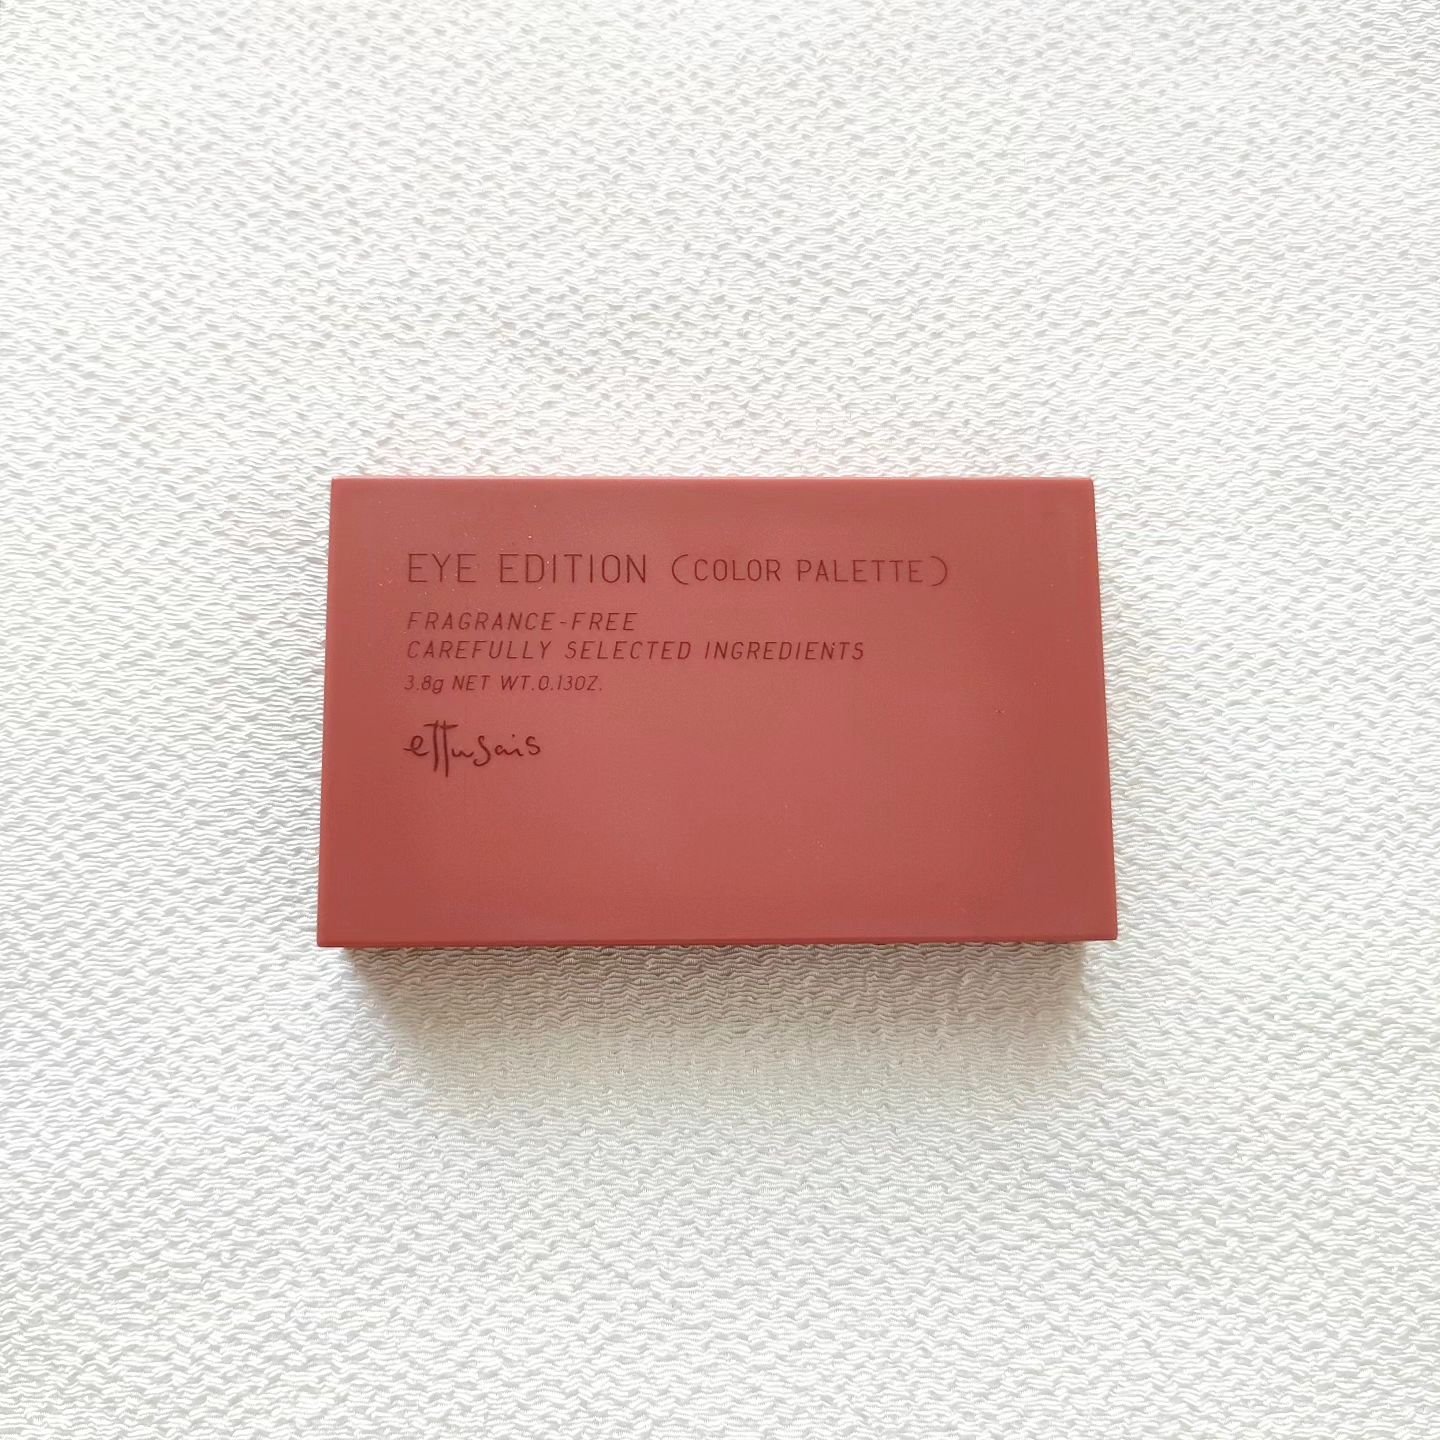 EYE EDITION (COLOR PALETTE)
FRAGRANCE-FREE
CAREFULLY SELECTED INGREDIENTS
3.8g NET WT.0.13OZ.
ettusais